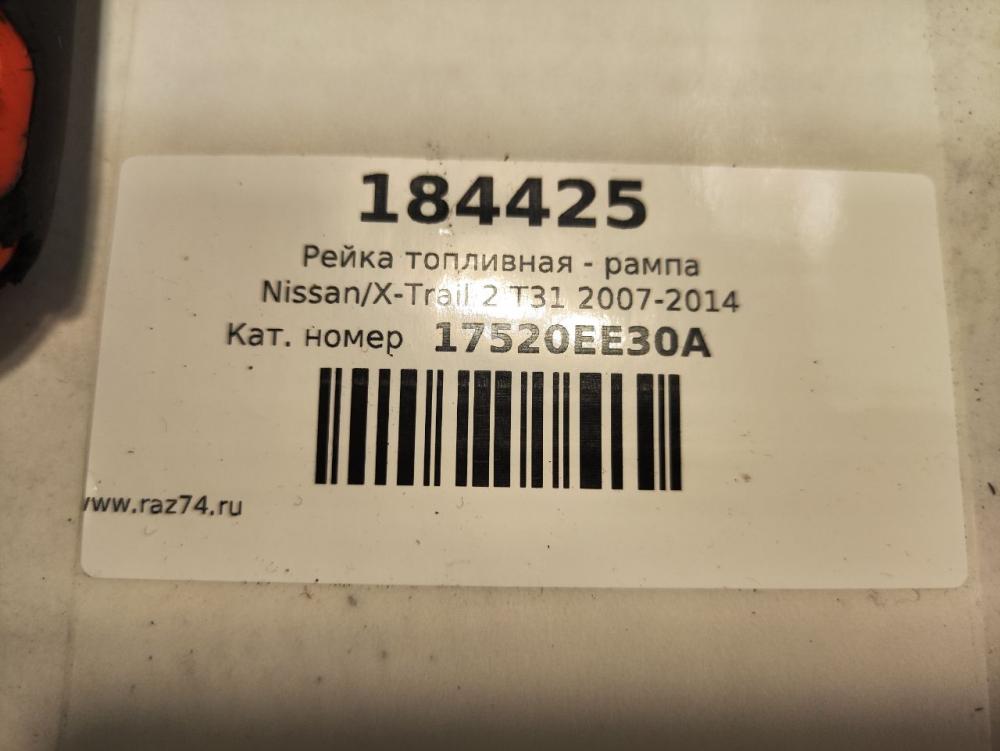 184425
Рейка топливная - рампа
Nissan/X-Trail 2 T31 2007-2014
Кат. номер 17520EE30A
www.raz74.ru